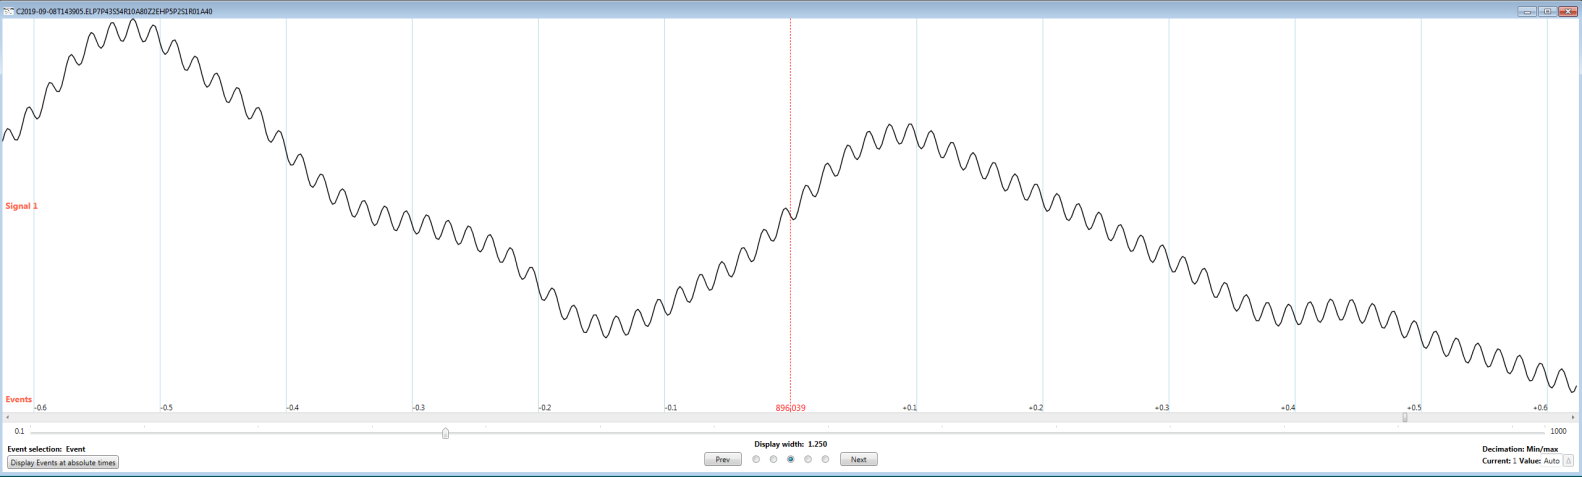 C2019-09-08T143905.ELP7P43S54R10A80Z2EHP5P2S1R01A40
Signal 1
Events
-0.6 -0.5 -0.4 -0.3 -0.2 -0.1 896,039 +0.1 +0.2 +0.3 +0.4 +0.5 +0.6
0.1 1000
Display width: 1.250
Event selection: Event
Decimation: Min/max
Display Events at absolute times
Prev Next
Current: 1 Value: Auto